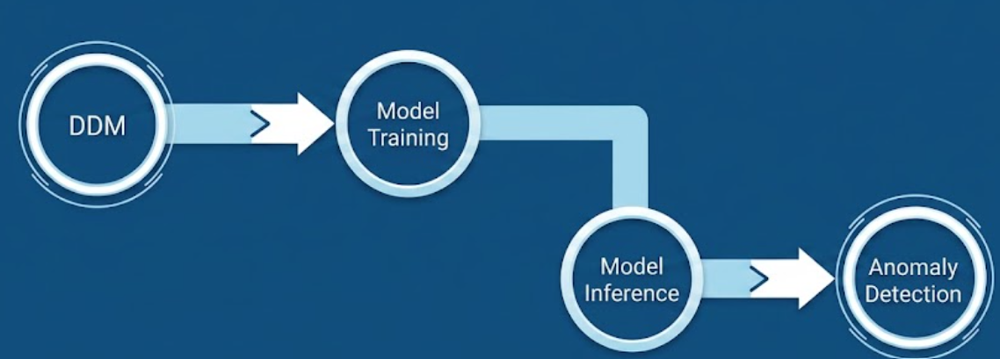 DDM
Model
Training
Model
Inference
Anomaly
Detection